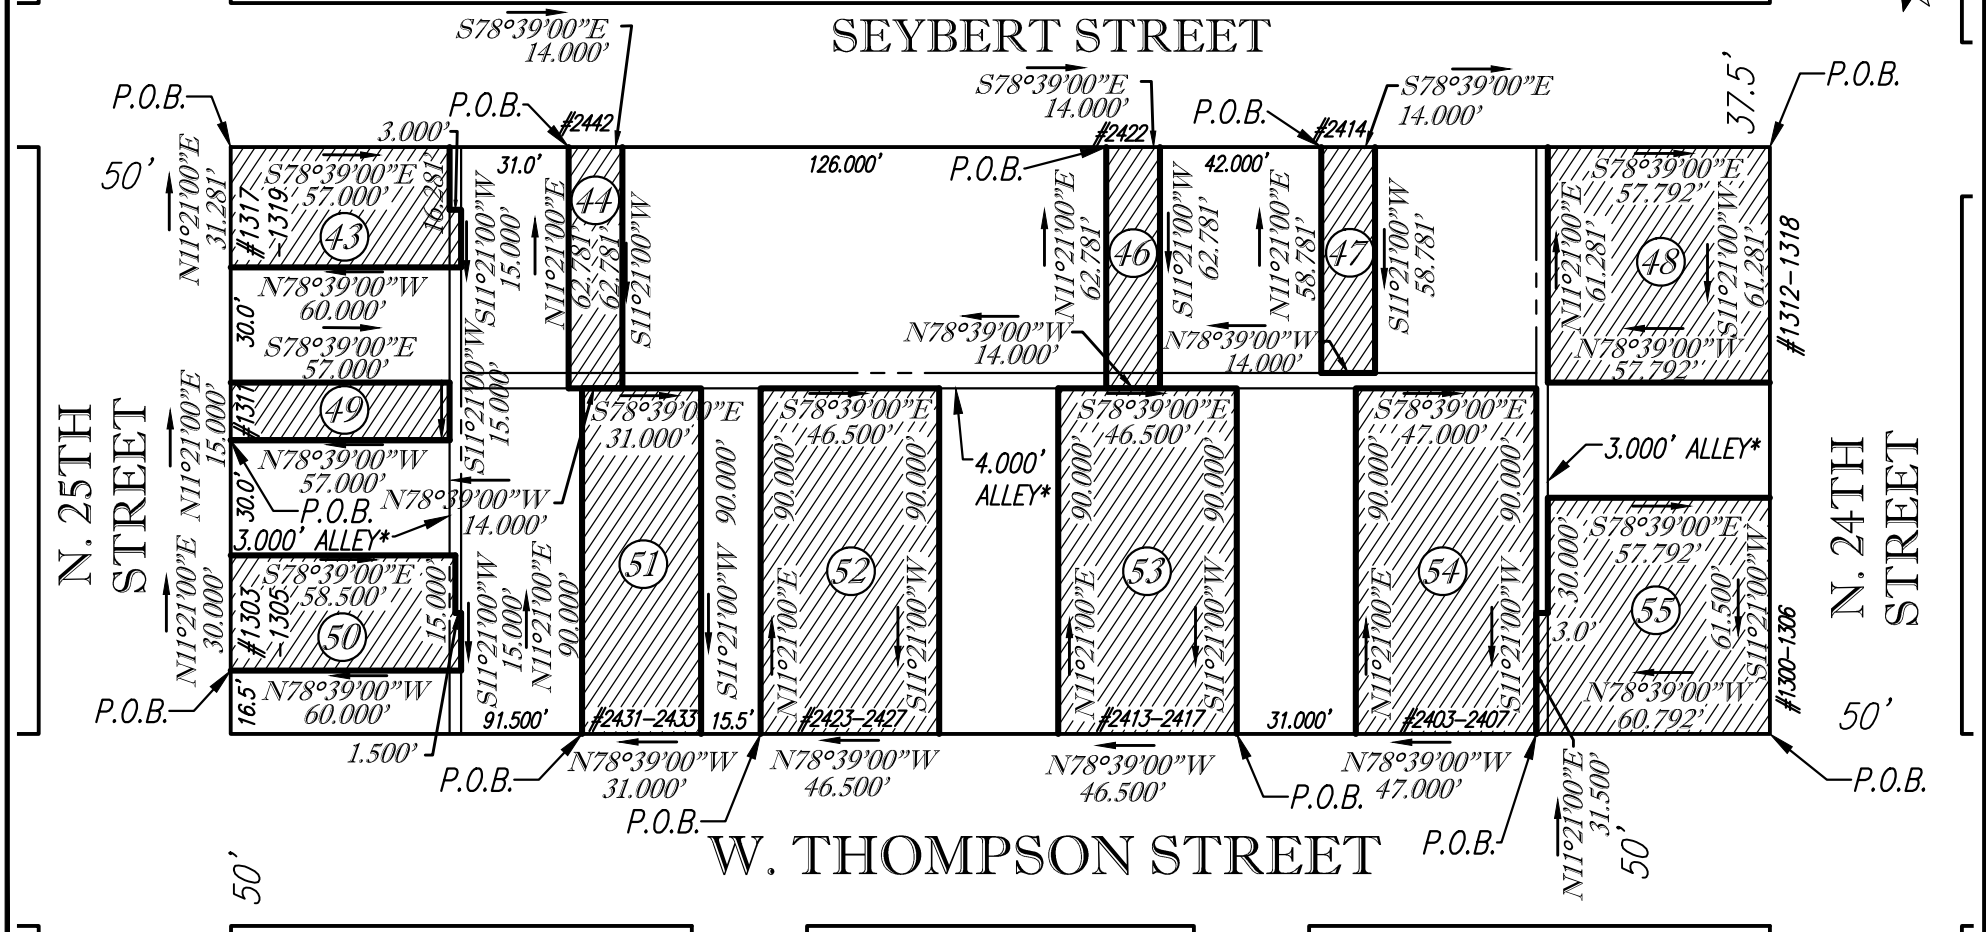 S78°39'00"E
14.000'
SEYBERT STREET
37.5'
P.O.B.
P.O.B.
P.O.B.
#2442
S78°39'00"E
14.000'
#2422
P.O.B.
P.O.B.
#2414
S78°39'00"E
14.000'
50'
N11°21'00"E
31.281'
3.000'
S78°39'00"E
57.000'
16.281'
#1317
-1319
43
N78°39'00"W
60.000'
31.0'
S11°21'00"W
15.000'
N11°21'00"E
62.781'
44
62.781'
S11°21'00"W
126.000'
N11°21'00"E
62.781'
46
S11°21'00"W
62.781'
N78°39'00"W
14.000'
42.000'
N11°21'00"E
58.781'
47
S11°21'00"W
58.781'
N78°39'00"W
14.000'
S78°39'00"E
57.792'
N11°21'00"E
61.281'
48
S11°21'00"W
61.281'
N78°39'00"W
57.792'
#1312-1318
30.0'
S78°39'00"E
57.000'
N11°21'00"E
15.000'
#1311
49
S11°21'00"W
15.000'
N78°39'00"W
57.000'
P.O.B.
30.0'
3.000' ALLEY*
N78°39'00"W
14.000'
N. 25TH
STREET
N11°21'00"E
30.000'
S78°39'00"E
58.500'
15.000'
#1303
-1305
50
S11°21'00"W
15.000'
N78°39'00"W
60.000'
P.O.B.
16.5'
1.500'
91.500'
N11°21'00"E
90.000'
S78°39'00"E
31.000'
51
90.000'
S11°21'00"W
#2431-2433
P.O.B.
N78°39'00"W
31.000'
15.5'
S78°39'00"E
46.500'
90.000'
90.000'
52
N11°21'00"E
S11°21'00"W
#2423-2427
P.O.B.
N78°39'00"W
46.500'
4.000'
ALLEY*
S78°39'00"E
46.500'
90.000'
90.000'
53
N11°21'00"E
S11°21'00"W
#2413-2417
N78°39'00"W
46.500'
P.O.B.
31.000'
S78°39'00"E
47.000'
90.000'
90.000'
54
N11°21'00"E
S11°21'00"W
#2403-2407
N78°39'00"W
47.000'
P.O.B.
3.000' ALLEY*
S78°39'00"E
57.792'
30.000'
3.0'
55
61.500'
S11°21'00"W
N78°39'00"W
60.792'
#1300-1306
N11°21'00"E
31.500'
N. 24TH
STREET
50'
P.O.B.
W. THOMPSON STREET
50'
50'